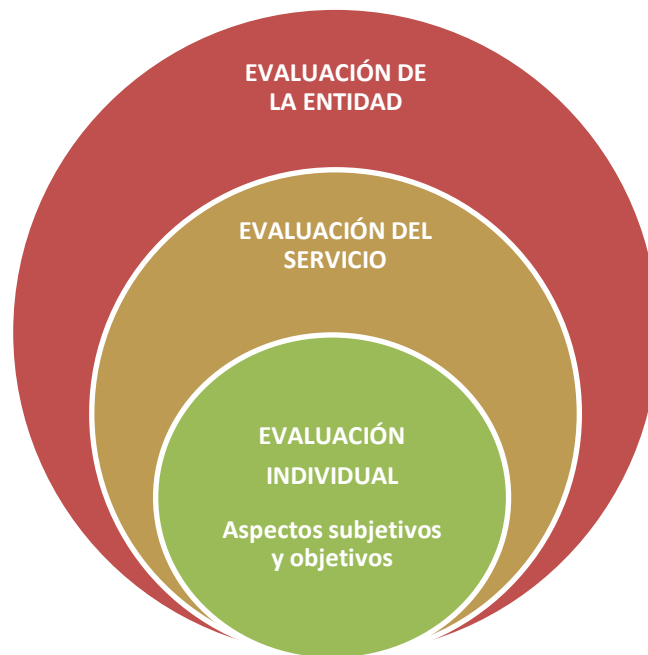 EVALUACIÓN DE
LA ENTIDAD
EVALUACIÓN DEL
SERVICIO
EVALUACIÓN
INDIVIDUAL
Aspectos subjetivos
y objetivos